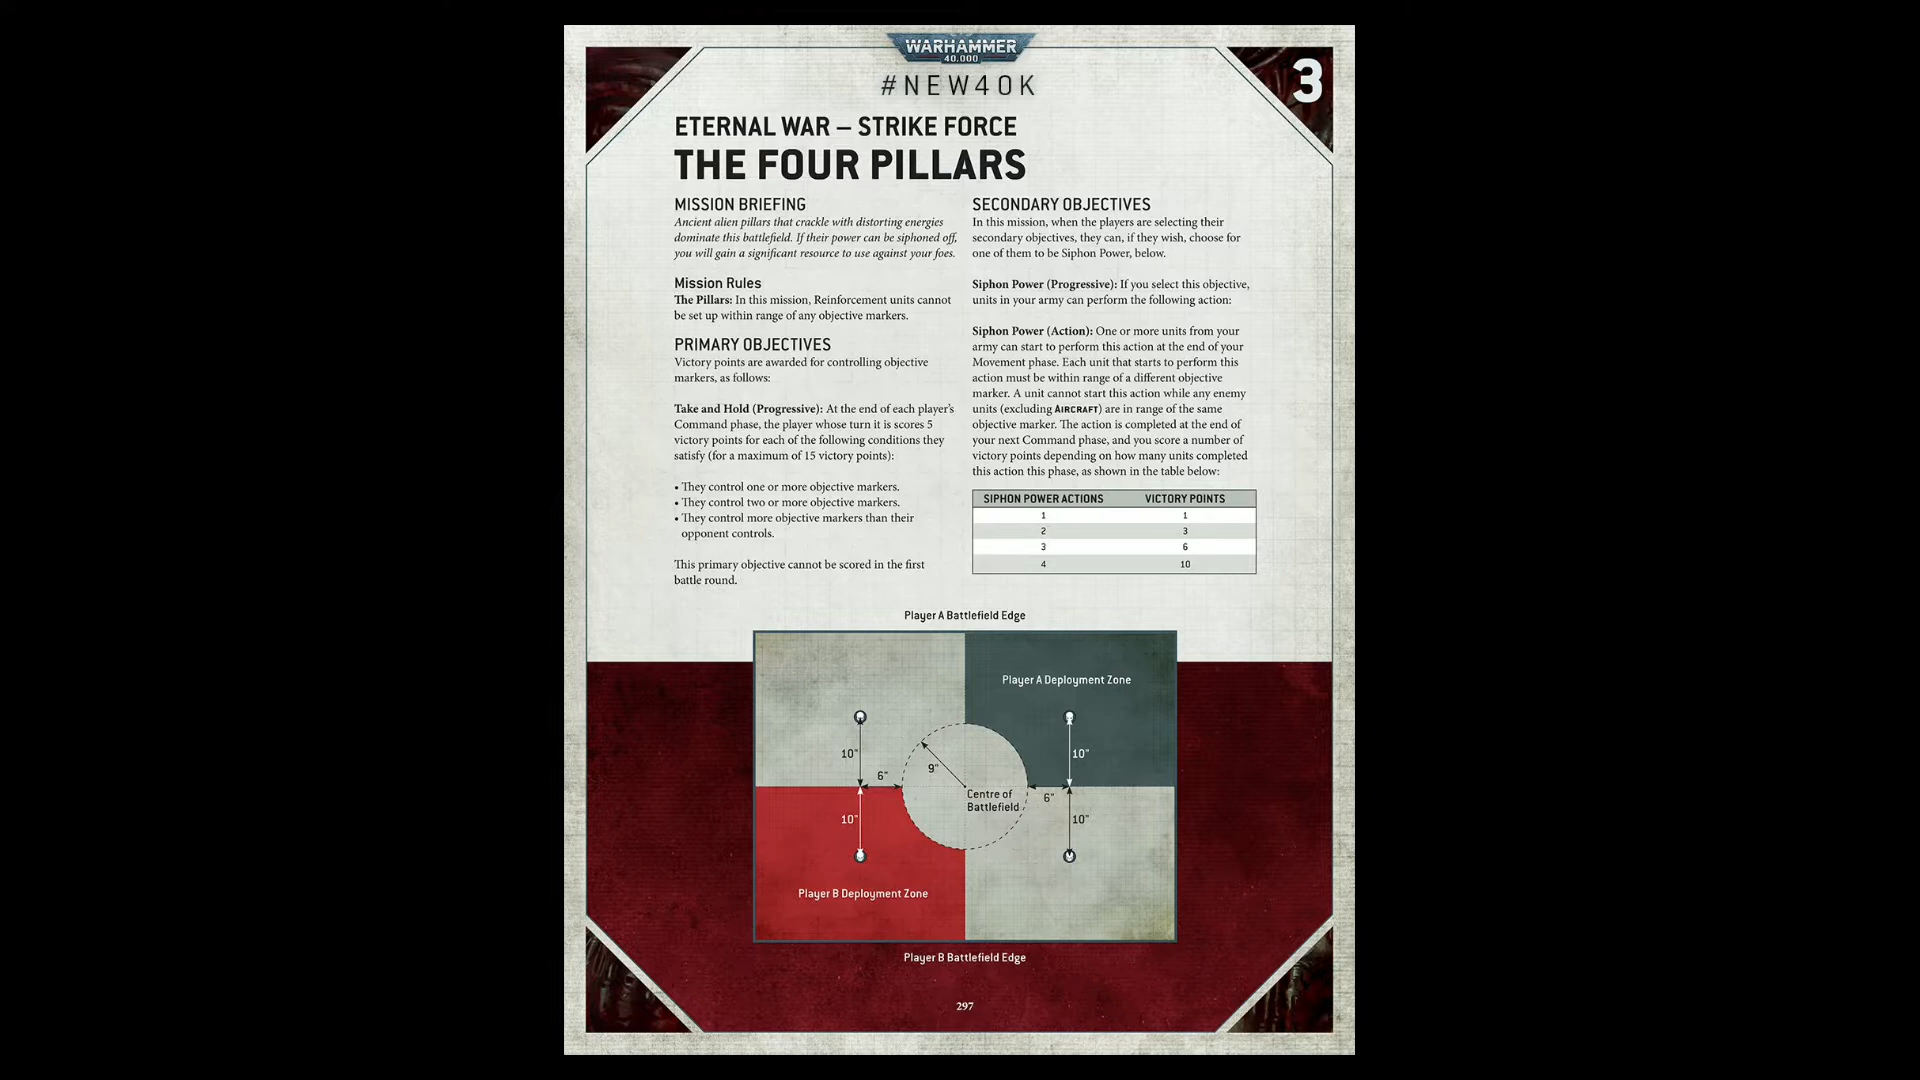 WARHAMMER
40,000
#NEW40K
3
ETERNAL WAR – STRIKE FORCE
THE FOUR PILLARS
MISSION BRIEFING
Ancient alien pillars that crackle with distorting energies
dominate this battlefield. If their power can be siphoned off,
you will gain a significant resource to use against your foes.
Mission Rules
The Pillars: In this mission, Reinforcement units cannot
be set up within range of any objective markers.
PRIMARY OBJECTIVES
Victory points are awarded for controlling objective
markers, as follows:
Take and Hold (Progressive): At the end of each player's
Command phase, the player whose turn it is scores 5
victory points for each of the following conditions they
satisfy (for a maximum of 15 victory points):
• They control one or more objective markers.
• They control two or more objective markers.
• They control more objective markers than their
opponent controls.
This primary objective cannot be scored in the first
battle round.
SECONDARY OBJECTIVES
In this mission, when the players are selecting their
secondary objectives, they can, if they wish, choose for
one of them to be Siphon Power, below.
Siphon Power (Progressive): If you select this objective,
units in your army can perform the following action:
Siphon Power (Action): One or more units from your
army can start to perform this action at the end of your
Movement phase. Each unit that starts to perform this
action must be within range of a different objective
marker. A unit cannot start this action while any enemy
units (excluding AIRCRAFT) are in range of the same
objective marker. The action is completed at the end of
your next Command phase, and you score a number of
victory points depending on how many units completed
this action this phase, as shown in the table below:
SIPHON POWER ACTIONS VICTORY POINTS
1 1
2 3
3 6
4 10
Player A Battlefield Edge
Player A Deployment Zone
10"
10"
9"
6"
Centre of
Battlefield
6"
10"
10"
Player B Deployment Zone
Player B Battlefield Edge
297